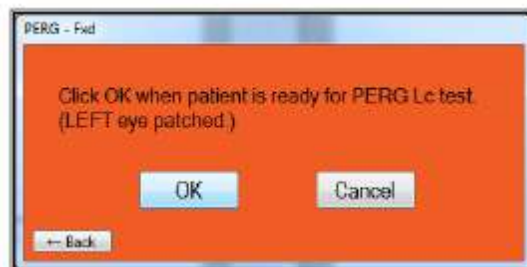 PERG - Fxd
Click OK when patient is ready for PERG Lc test.
(LEFT eye patched.)
OK
Cancel
← Back